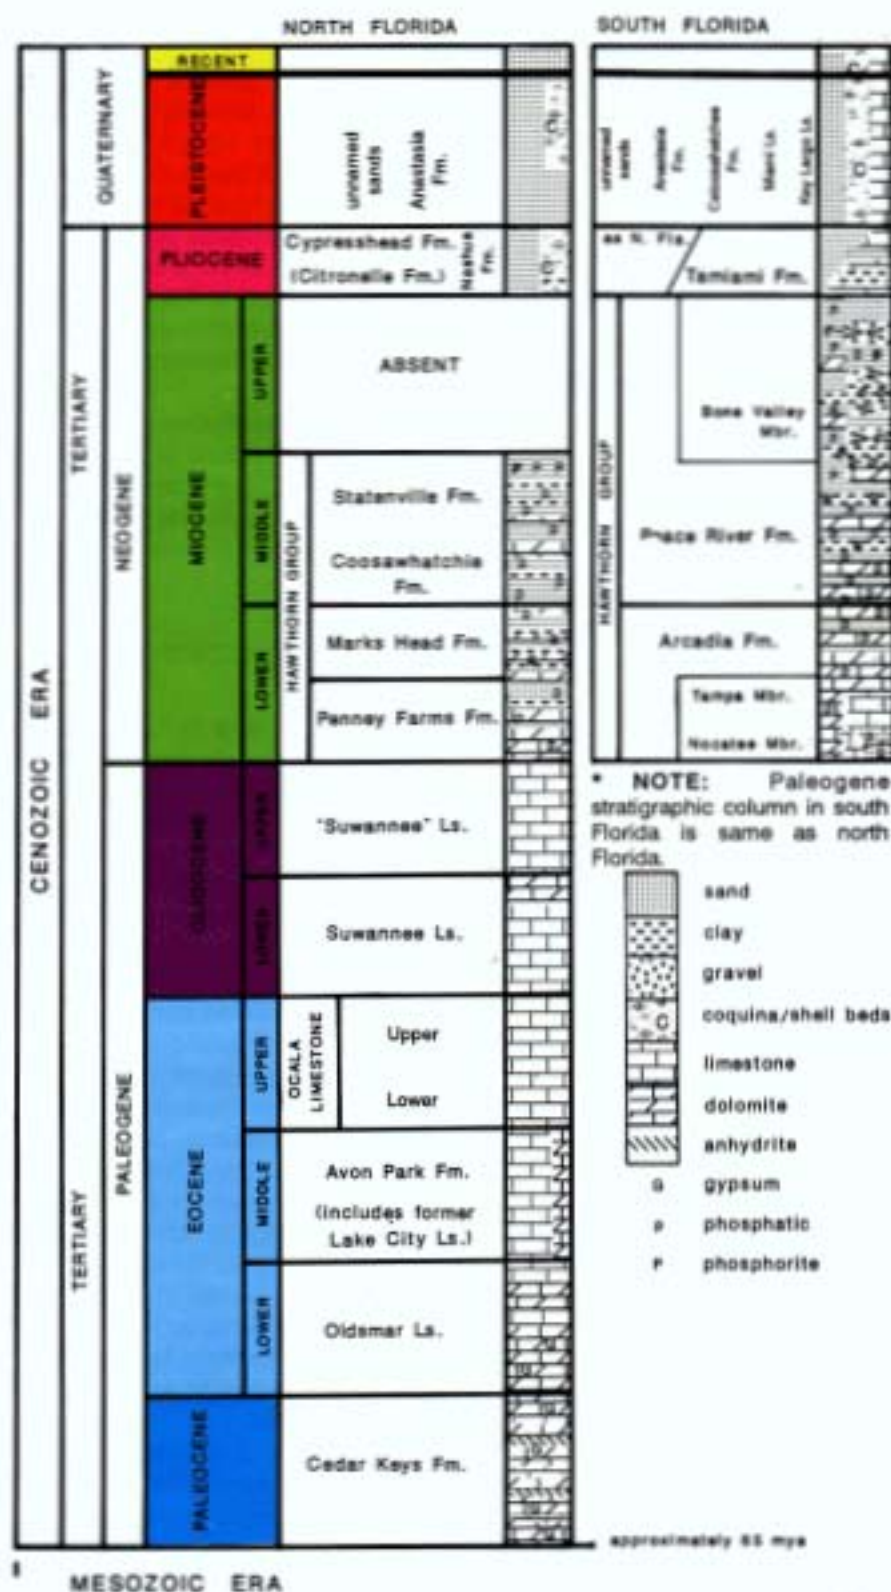 NORTH FLORIDA
SOUTH FLORIDA
CENOZOIC ERA
QUATERNARY
TERTIARY
NEOGENE
TERTIARY
PALEOGENE
RECENT
PLEISTOCENE
unnamed sands
Anastasia Fm.
unnamed sands
Anastasia Fm.
Miami Ls.
Key Largo Ls.
PLIOCENE
Cypresshead Fm.
(Citronelle Fm.)
Nashua Fm.
as N. Fla.
Tamiami Fm.
MIOCENE
UPPER
ABSENT
MIDDLE
LOWER
HAWTHORN GROUP
Statenville Fm.
Coosawhatchie
Fm.
Marks Head Fm.
Penney Farms Fm.
HAWTHORN GROUP
Bone Valley
Mbr.
Peace River Fm.
Arcadia Fm.
Tampa Mbr.
Nocatee Mbr.
OLIGOCENE
UPPER
"Suwannee" Ls.
LOWER
Suwannee Ls.
EOCENE
UPPER
OCALA
LIMESTONE
Upper
Lower
MIDDLE
Avon Park Fm.
(includes former
Lake City Ls.)
LOWER
Oldsmar Ls.
PALEOCENE
Cedar Keys Fm.
* NOTE: Paleogene
stratigraphic column in south
Florida is same as north
Florida.
sand
clay
gravel
C coquina/shell beds
limestone
dolomite
anhydrite
G gypsum
P phosphatic
P phosphorite
approximately 65 mya
MESOZOIC ERA